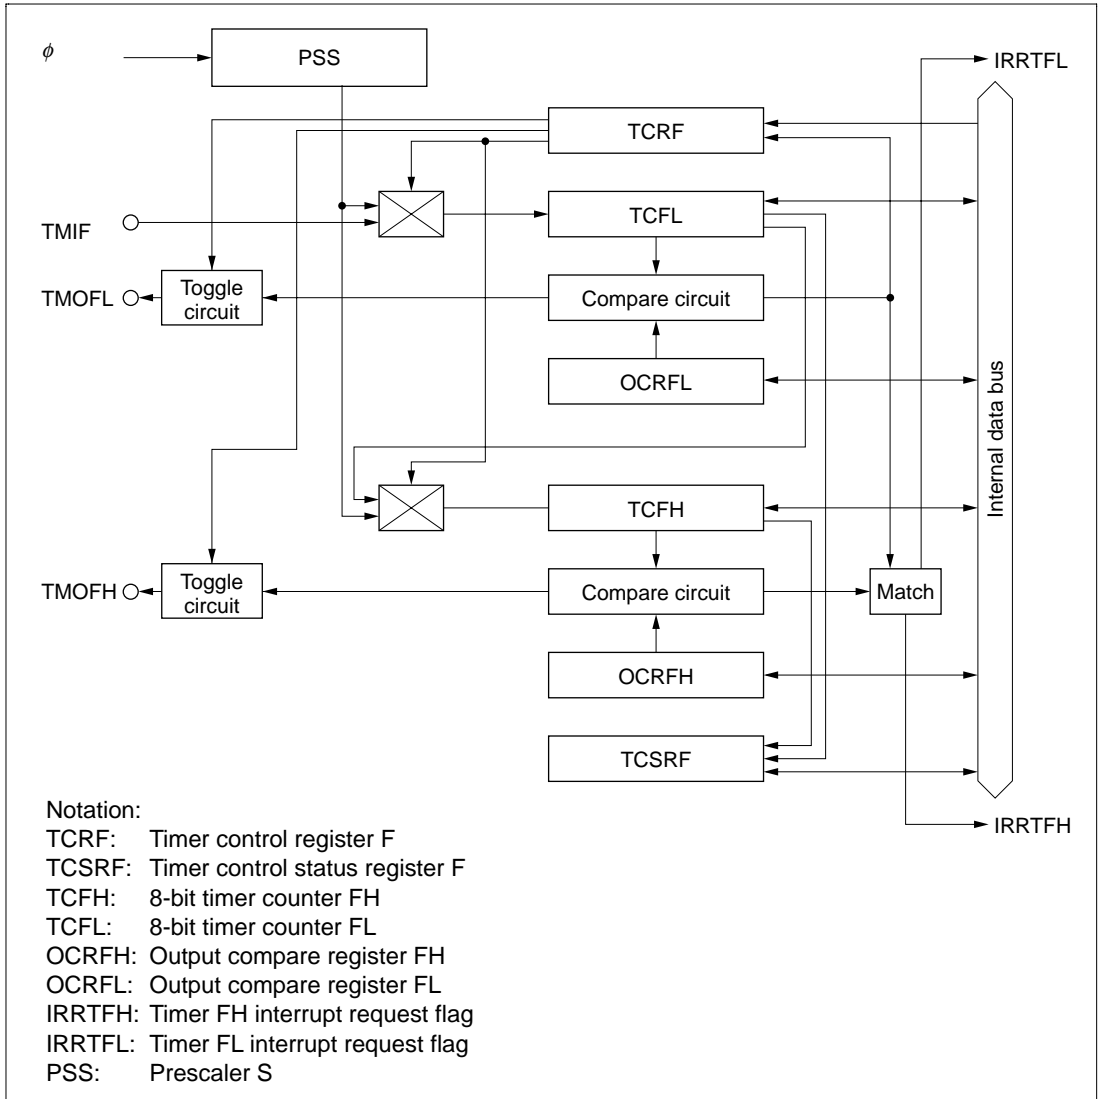 ϕ
PSS
IRRTFL
TCRF
TMIF
TCFL
TMOFL
Toggle
circuit
Compare circuit
OCRFL
Internal data bus
TCFH
TMOFH
Toggle
circuit
Compare circuit
Match
OCRFH
TCSRF
IRRTFH
Notation:
TCRF: Timer control register F
TCSRF: Timer control status register F
TCFH: 8-bit timer counter FH
TCFL: 8-bit timer counter FL
OCRFH: Output compare register FH
OCRFL: Output compare register FL
IRRTFH: Timer FH interrupt request flag
IRRTFL: Timer FL interrupt request flag
PSS: Prescaler S